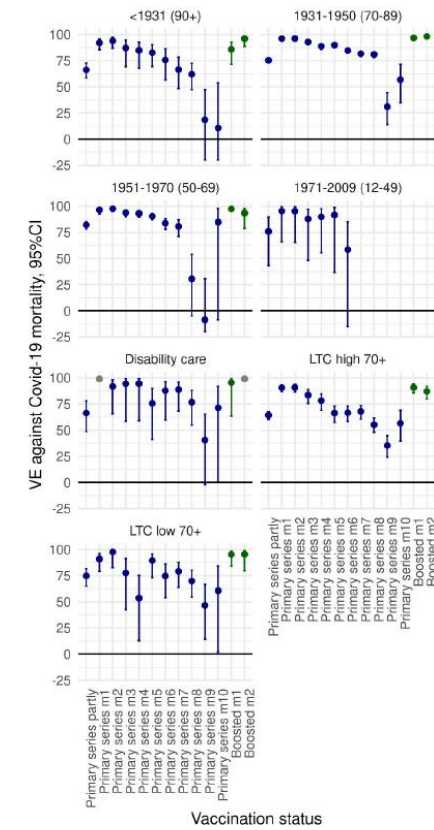 <1931 (90+)
1931-1950 (70-89)
100
75
50
25
0
-25
1951-1970 (50-69)
1971-2009 (12-49)
100
75
50
25
0
-25
Disability care
LTC high 70+
100
75
50
25
0
-25
LTC low 70+
100
75
50
25
0
-25
VE against Covid-19 mortality, 95%CI
Primary series partly
Primary series m1
Primary series m2
Primary series m3
Primary series m4
Primary series m5
Primary series m6
Primary series m7
Primary series m8
Primary series m9
Primary series m10
Boosted m1
Boosted m2
Primary series partly
Primary series m1
Primary series m2
Primary series m3
Primary series m4
Primary series m5
Primary series m6
Primary series m7
Primary series m8
Primary series m9
Primary series m10
Boosted m1
Boosted m2
Vaccination status